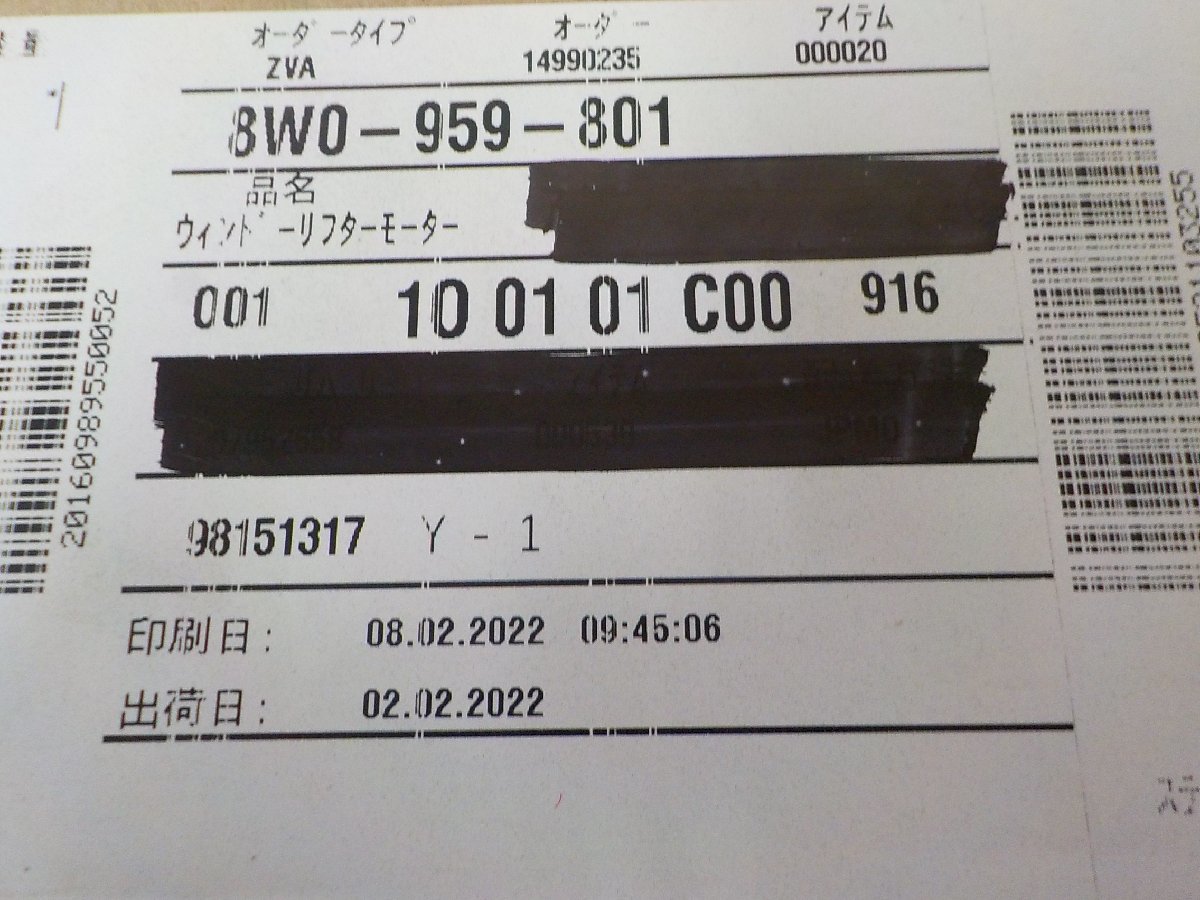 オーダータイプ オーダー アイテム
ZVA 14990235 000020
8W0-959-801
品名
ウィンドーリフターモーター
001 10 01 01 C00 916
98151317 Y - 1
印刷日: 08.02.2022 09:45:06
出荷日: 02.02.2022
20160989550052